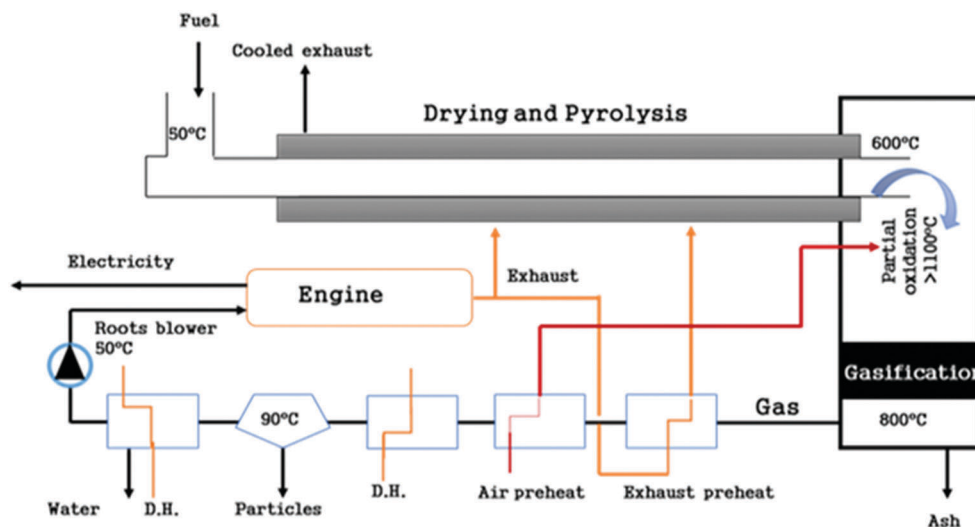 Fuel
Cooled exhaust
Drying and Pyrolysis
50ºC
600ºC
Partial
oxidation
>1100ºC
Electricity
Engine
Exhaust
Roots blower
50ºC
Gasification
90ºC
Gas
800ºC
Water
D.H.
Particles
D.H.
Air preheat
Exhaust preheat
Ash